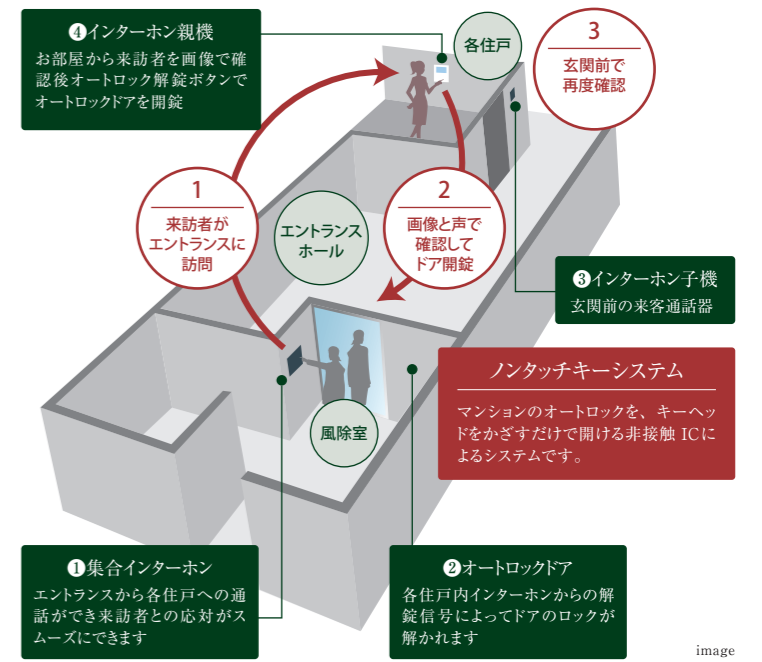 ❹インターホン親機
お部屋から来訪者を画像で確
認後オートロック解錠ボタンで
オートロックドアを開錠
各住戸
3
玄関前で
再度確認
1
来訪者が
エントランスに
訪問
エントランス
ホール
2
画像と声で
確認して
ドア開錠
❸インターホン子機
玄関前の来客通話器
ノンタッチキーシステム
マンションのオートロックを、キーヘッ
ドをかざすだけで開ける非接触 ICに
よるシステムです。
風除室
❶集合インターホン
エントランスから各住戸への通
話ができ来訪者との応対がス
ムーズにできます
❷オートロックドア
各住戸内インターホンからの解
錠信号によってドアのロックが
解かれます
image